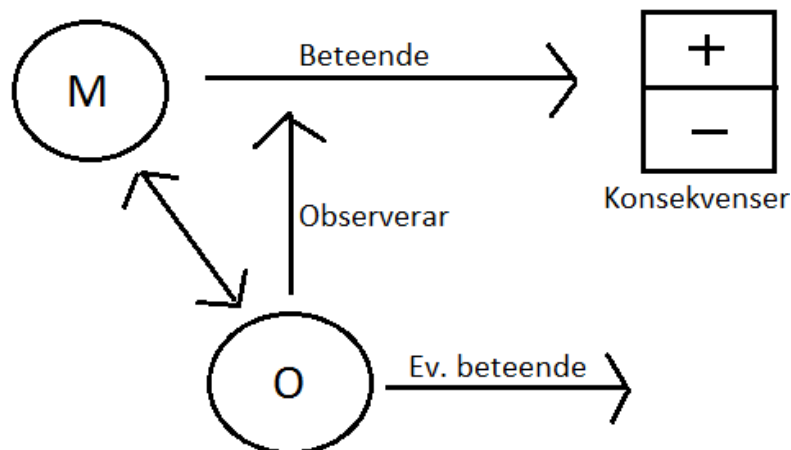 M
Beteende
+
−
Konsekvenser
Observerar
O
Ev. beteende